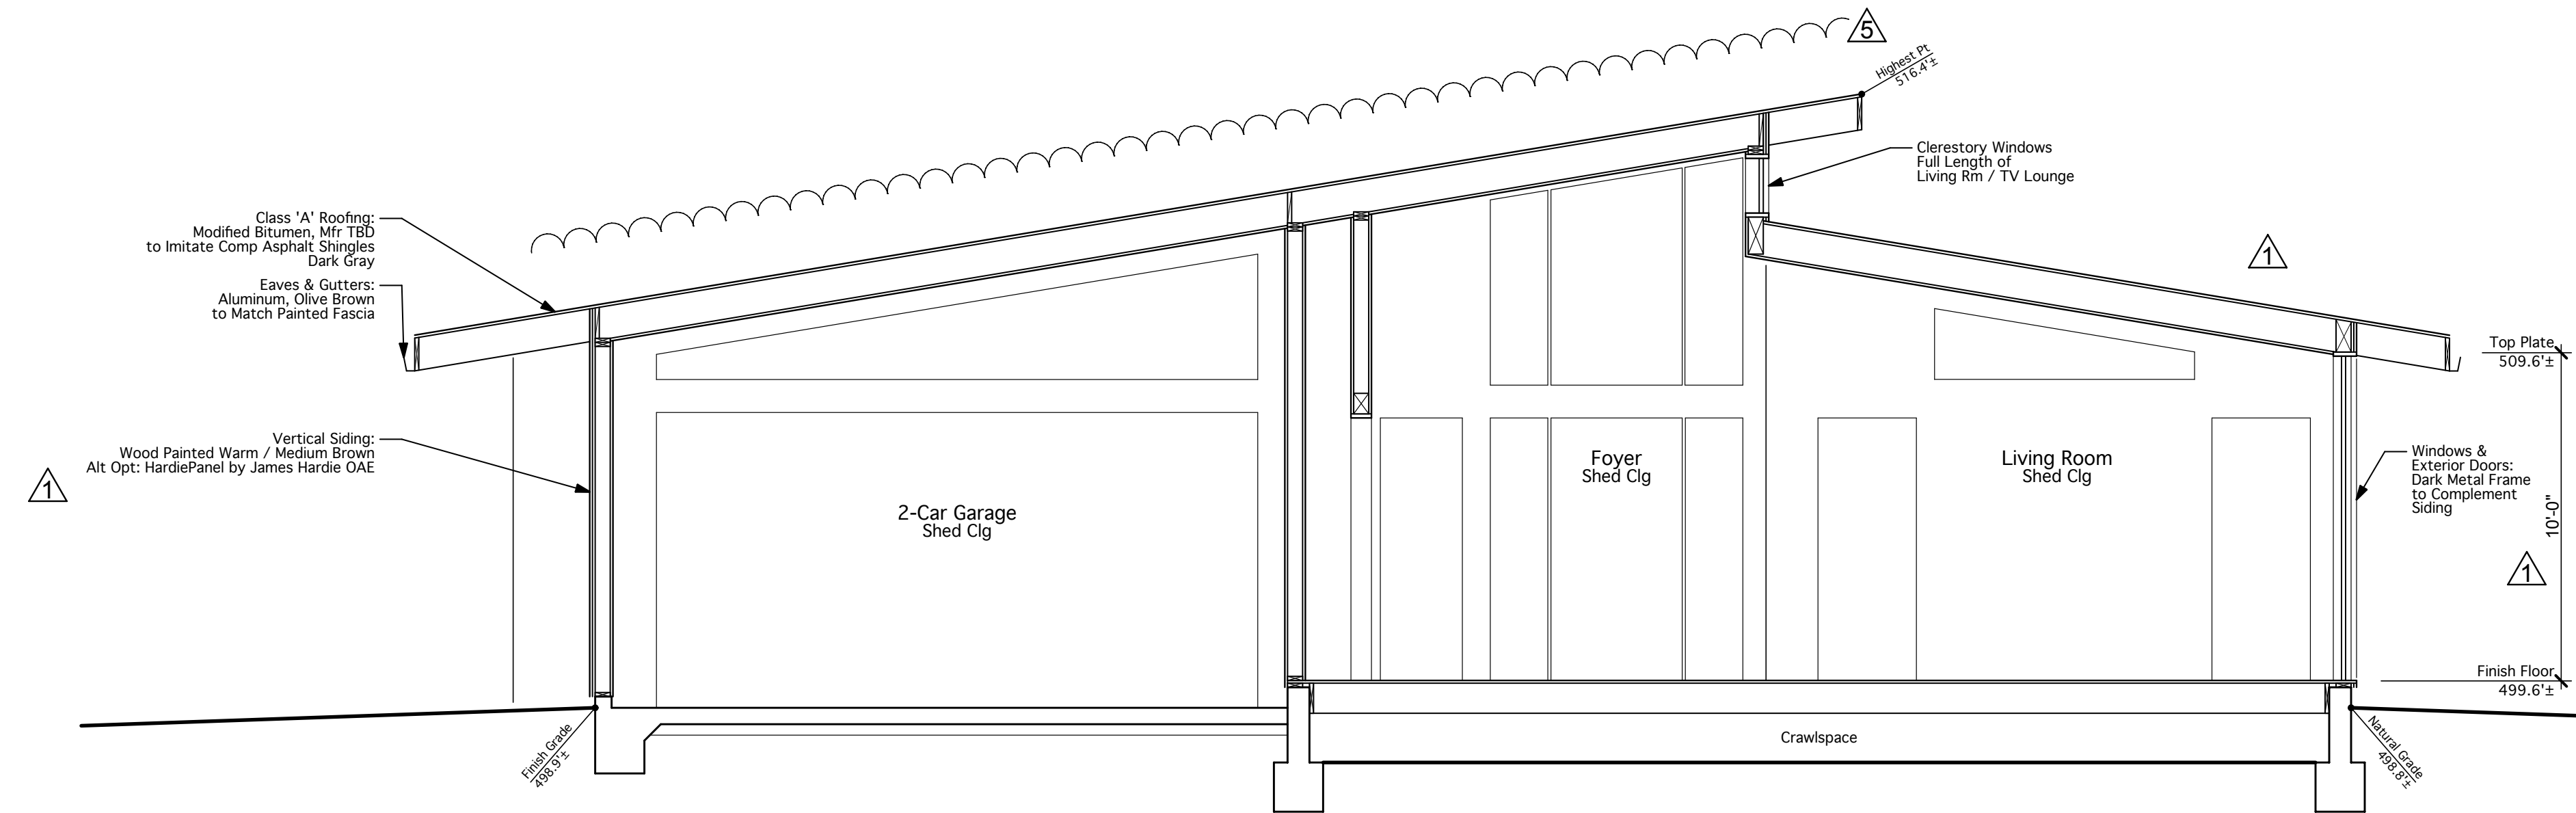 5
Highest Pt
516.4'±
Clerestory Windows
Full Length of
Living Rm / TV Lounge
Class 'A' Roofing:
Modified Bitumen, Mfr TBD
to Imitate Comp Asphalt Shingles
Dark Gray
Eaves & Gutters:
Aluminum, Olive Brown
to Match Painted Fascia
1
Top Plate
509.6'±
Vertical Siding:
Wood Painted Warm / Medium Brown
Alt Opt: HardiePanel by James Hardie OAE
1
2-Car Garage
Shed Clg
Foyer
Shed Clg
Living Room
Shed Clg
Windows &
Exterior Doors:
Dark Metal Frame
to Complement
Siding
10'-0"
1
Finish Floor
499.6'±
Finish Grade
498.9'±
Crawlspace
Natural Grade
498.8'±